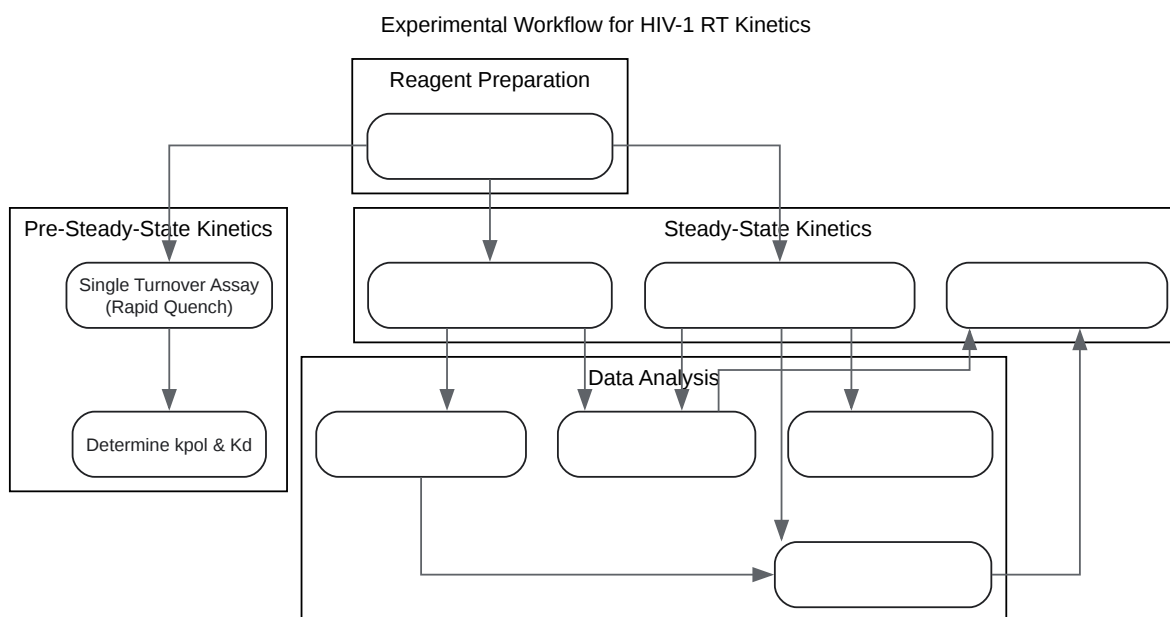 Experimental Workflow for HIV-1 RT Kinetics
Reagent Preparation
Pre-Steady-State Kinetics
Steady-State Kinetics
Single Turnover Assay
(Rapid Quench)
Data Analysis
Determine kpol & Kd